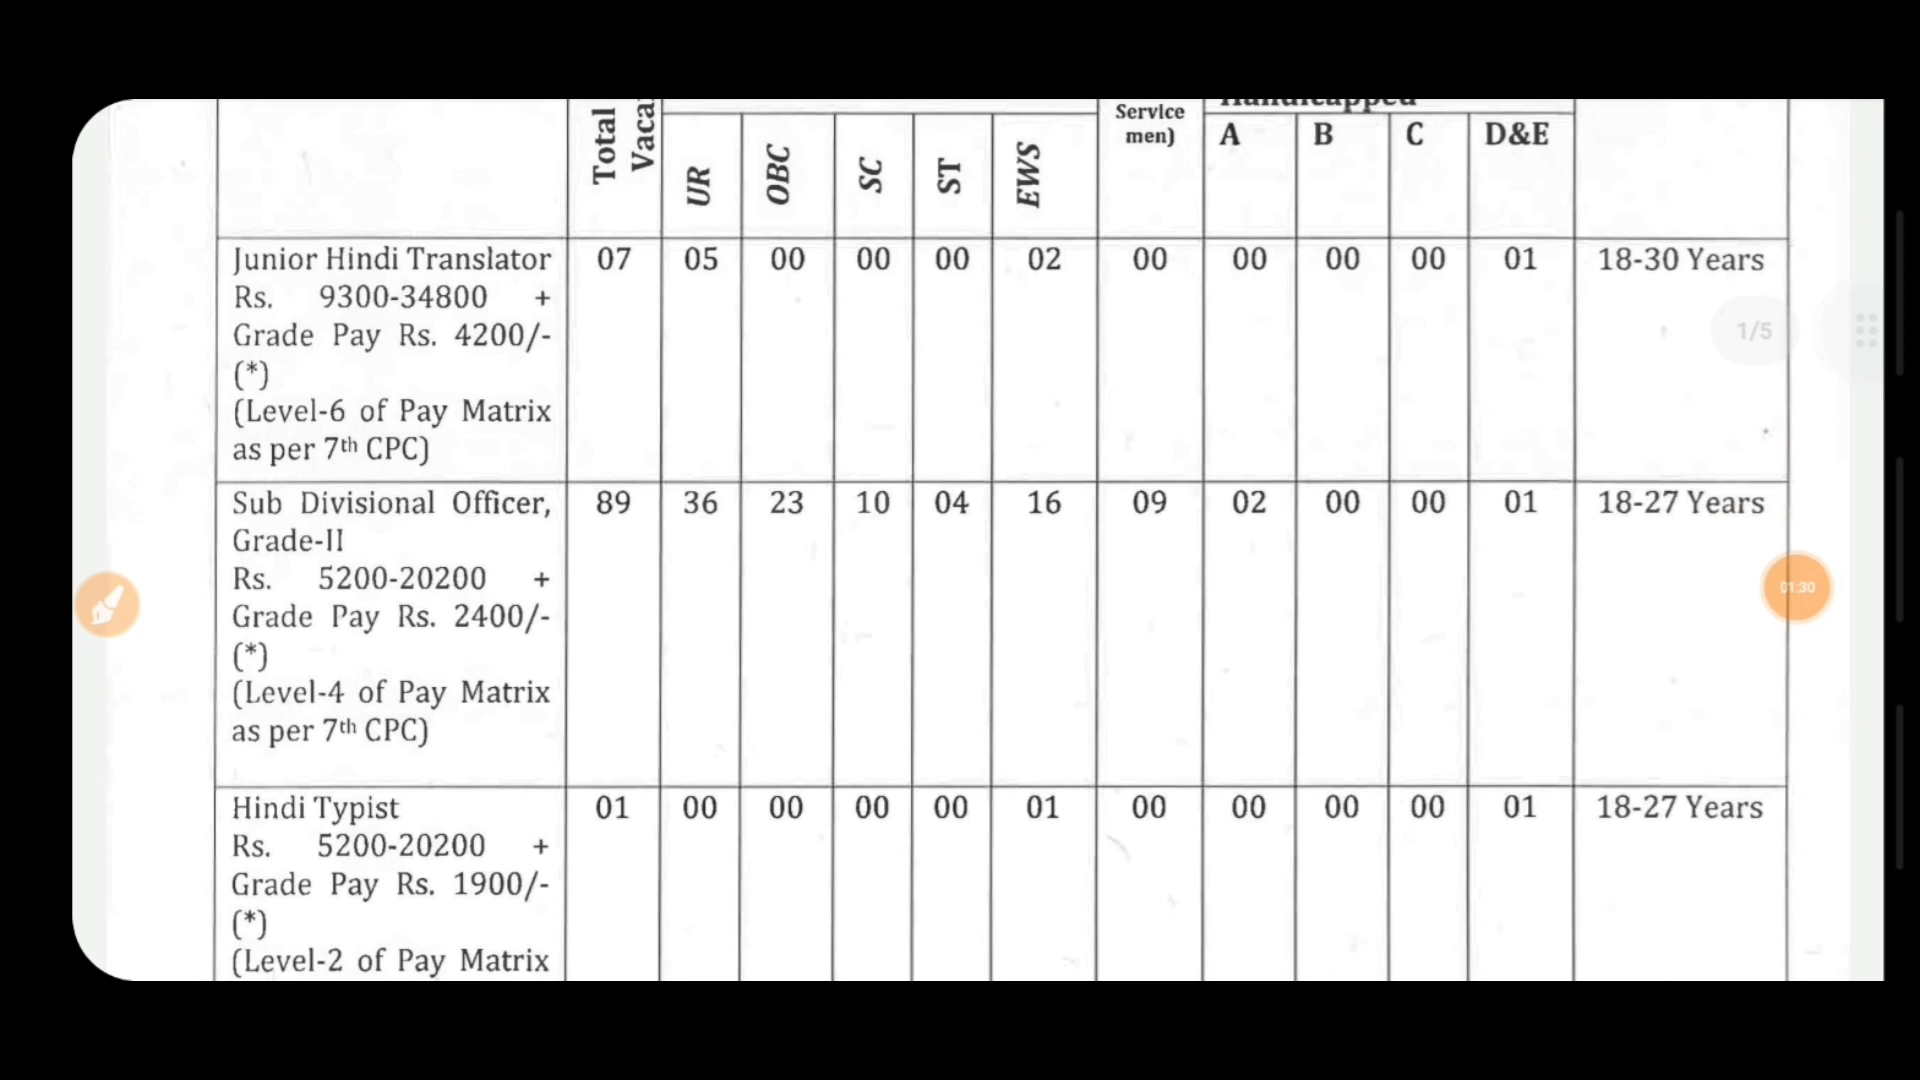 Total
Vaca
Service
men)
Handicapped
UR
OBC
SC
ST
EWS
A
B
C
D&E
Junior Hindi Translator 07 05 00 00 00 02 00 00 00 00 01 18-30 Years
Rs. 9300-34800 +
Grade Pay Rs. 4200/-
(*)
(Level-6 of Pay Matrix
as per 7th CPC)
1/5
Sub Divisional Officer, 89 36 23 10 04 16 09 02 00 00 01 18-27 Years
Grade-II
Rs. 5200-20200 +
Grade Pay Rs. 2400/-
(*)
(Level-4 of Pay Matrix
as per 7th CPC)
01:30
Hindi Typist 01 00 00 00 00 01 00 00 00 00 01 18-27 Years
Rs. 5200-20200 +
Grade Pay Rs. 1900/-
(*)
(Level-2 of Pay Matrix